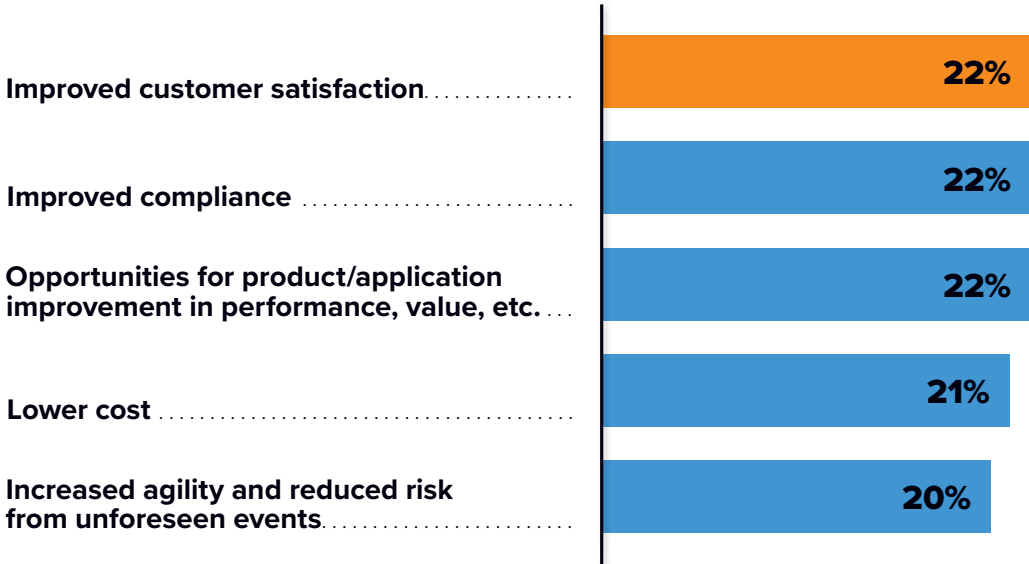 Improved customer satisfaction
22%
Improved compliance
22%
Opportunities for product/application
improvement in performance, value, etc.
22%
Lower cost
21%
Increased agility and reduced risk
from unforeseen events
20%